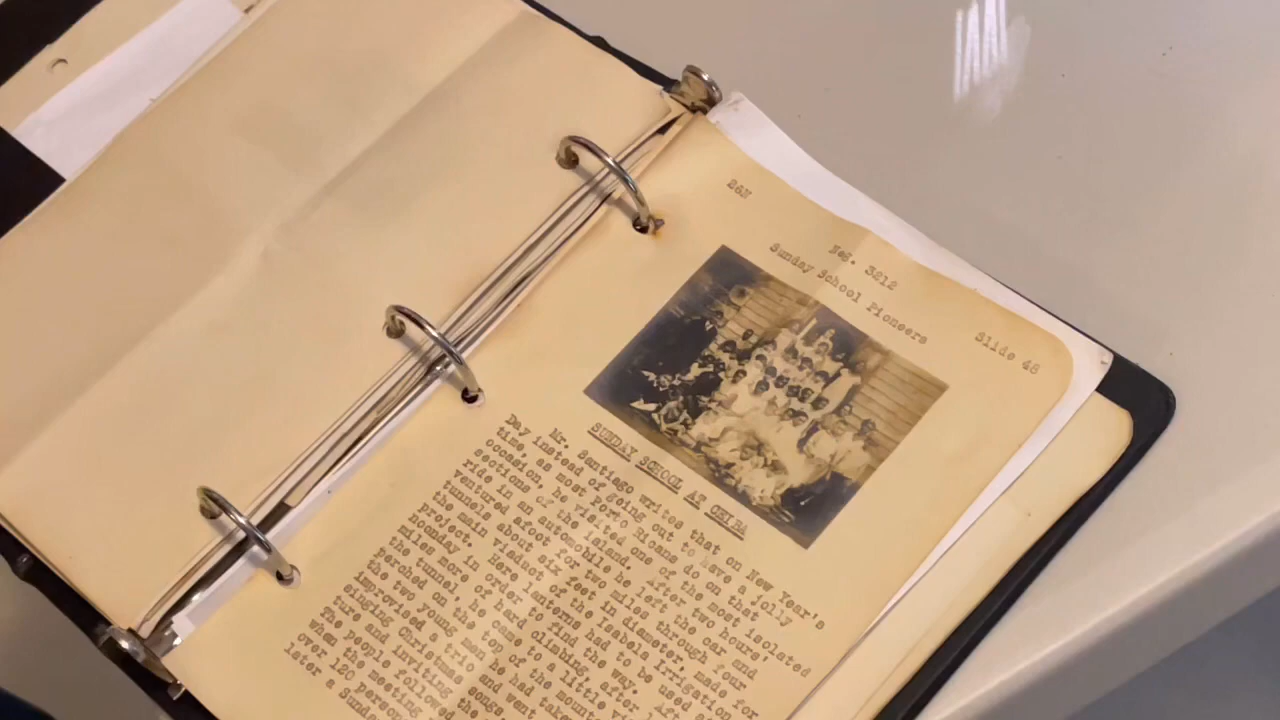 26N
Neg. 3212
Sunday School Pioneers
Slide 48
SUNDAY SCHOOL AT CEIBA
Mr. Santiago writes that on New Year's
Day instead of going out to have a jolly
time, as most Porto Ricans do on that
occasion, he visited one of the most isolated
sections of the island. After two hours'
ride in an automobile he left the car and
ventured afoot for two miles through four
tunnels about six feet in diameter, made for
the main viaduct of the Isabela Irrigation
project. Here lanterns had to be used
noonday in order to find the way.
miles more of hard climbing, after
the tunnel, he came to a little
perched on the top of the
the two young men he had
improvised a trio and went
singing Christmas songs
ture and inviting
the people followed
when the meeting
over 120
later a